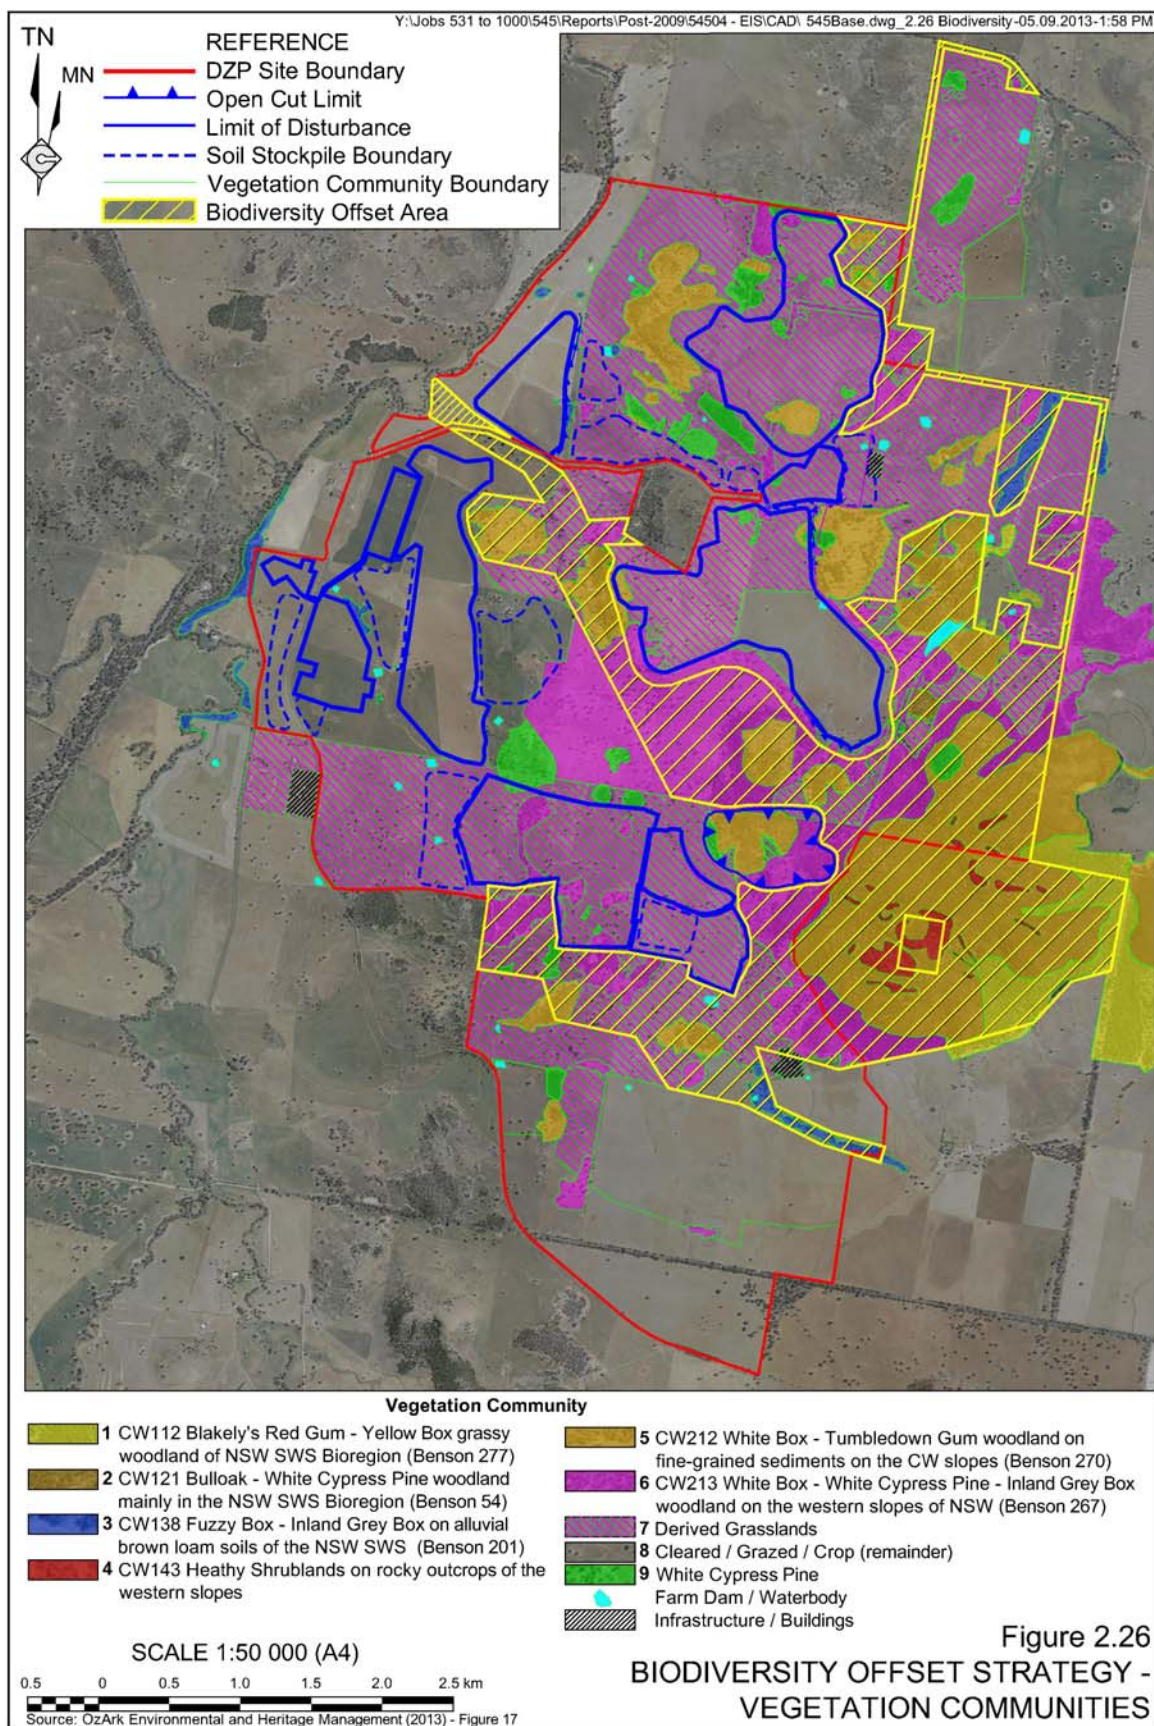 Y:\Jobs 531 to 1000\545\Reports\Post-2009\54504 - EIS\CAD\ 545Base.dwg_2.26 Biodiversity-05.09.2013-1:58 PM
TN
MN
REFERENCE
DZP Site Boundary
Open Cut Limit
Limit of Disturbance
Soil Stockpile Boundary
Vegetation Community Boundary
Biodiversity Offset Area
Vegetation Community
1 CW112 Blakely's Red Gum - Yellow Box grassy
woodland of NSW SWS Bioregion (Benson 277)
2 CW121 Bulloak - White Cypress Pine woodland
mainly in the NSW SWS Bioregion (Benson 54)
3 CW138 Fuzzy Box - Inland Grey Box on alluvial
brown loam soils of the NSW SWS (Benson 201)
4 CW143 Heathy Shrublands on rocky outcrops of the
western slopes
5 CW212 White Box - Tumbledown Gum woodland on
fine-grained sediments on the CW slopes (Benson 270)
6 CW213 White Box - White Cypress Pine - Inland Grey Box
woodland on the western slopes of NSW (Benson 267)
7 Derived Grasslands
8 Cleared / Grazed / Crop (remainder)
9 White Cypress Pine
Farm Dam / Waterbody
Infrastructure / Buildings
SCALE 1:50 000 (A4)
0.5 0 0.5 1.0 1.5 2.0 2.5 km
Source: OzArk Environmental and Heritage Management (2013) - Figure 17
Figure 2.26
BIODIVERSITY OFFSET STRATEGY -
VEGETATION COMMUNITIES